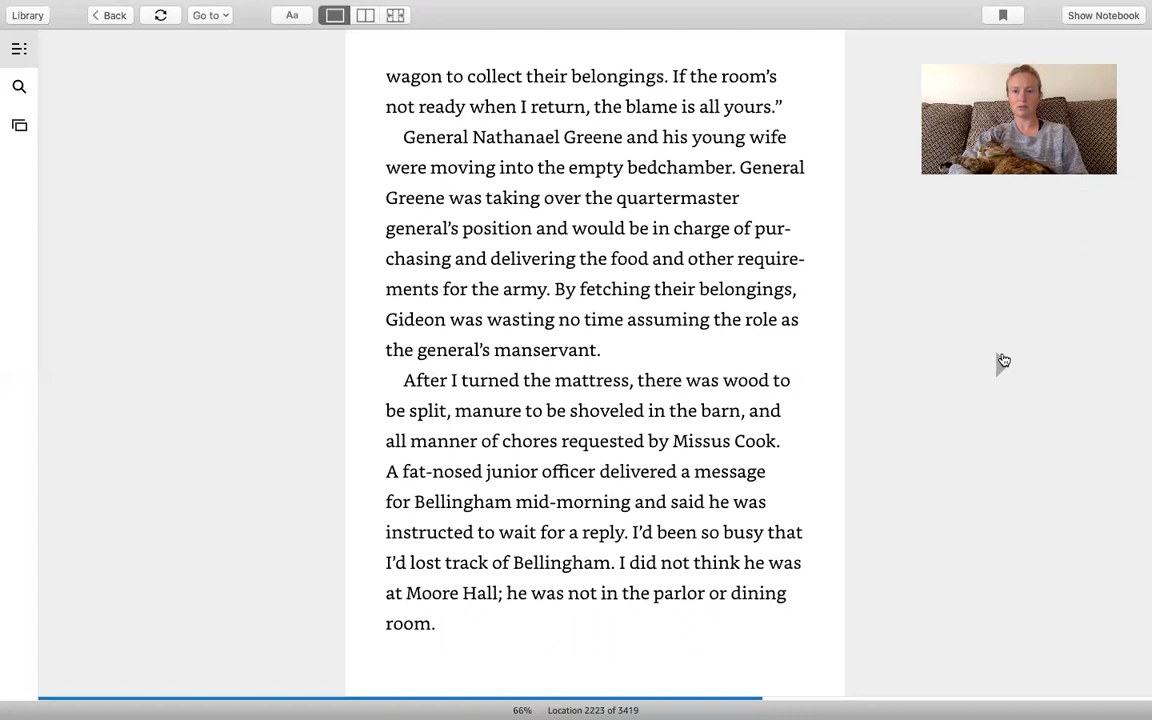 Library
Back
Go to
Aa
Show Notebook
wagon to collect their belongings. If the room’s
not ready when I return, the blame is all yours.”
General Nathanael Greene and his young wife
were moving into the empty bedchamber. General
Greene was taking over the quartermaster
general’s position and would be in charge of pur-
chasing and delivering the food and other require-
ments for the army. By fetching their belongings,
Gideon was wasting no time assuming the role as
the general’s manservant.
After I turned the mattress, there was wood to
be split, manure to be shoveled in the barn, and
all manner of chores requested by Missus Cook.
A fat-nosed junior officer delivered a message
for Bellingham mid-morning and said he was
instructed to wait for a reply. I’d been so busy that
I’d lost track of Bellingham. I did not think he was
at Moore Hall; he was not in the parlor or dining
room.
66% Location 2223 of 3419